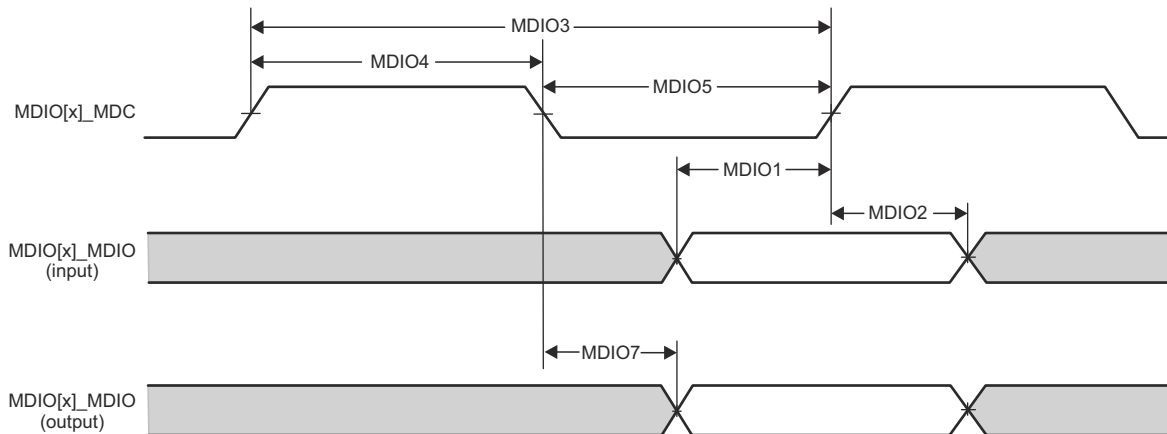 MDIO3
MDIO4
MDIO5
MDIO[x]_MDC
MDIO1
MDIO2
MDIO[x]_MDIO
(input)
MDIO7
MDIO[x]_MDIO
(output)